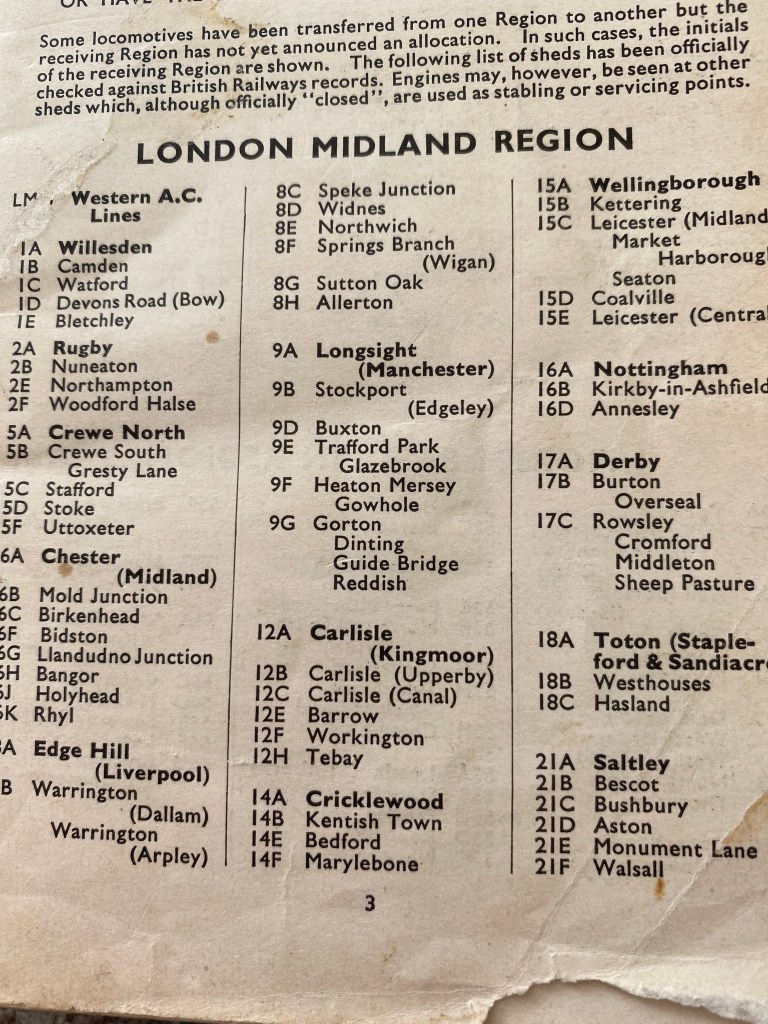 OR HAVE THE
Some locomotives have been transferred from one Region to another but the
receiving Region has not yet announced an allocation. In such cases, the initials
of the receiving Region are shown. The following list of sheds has been officially
checked against British Railways records. Engines may, however, be seen at other
sheds which, although officially "closed", are used as stabling or servicing points.
LONDON MIDLAND REGION
LM Western A.C.
Lines
1A Willesden
1B Camden
1C Watford
1D Devons Road (Bow)
1E Bletchley
2A Rugby
2B Nuneaton
2E Northampton
2F Woodford Halse
5A Crewe North
5B Crewe South
Gresty Lane
5C Stafford
5D Stoke
5F Uttoxeter
6A Chester
(Midland)
6B Mold Junction
6C Birkenhead
6F Bidston
6G Llandudno Junction
6H Bangor
6J Holyhead
6K Rhyl
A Edge Hill
(Liverpool)
B Warrington
(Dallam)
Warrington
(Arpley)
8C Speke Junction
8D Widnes
8E Northwich
8F Springs Branch
(Wigan)
8G Sutton Oak
8H Allerton
9A Longsight
(Manchester)
9B Stockport
(Edgeley)
9D Buxton
9E Trafford Park
Glazebrook
9F Heaton Mersey
Gowhole
9G Gorton
Dinting
Guide Bridge
Reddish
12A Carlisle
(Kingmoor)
12B Carlisle (Upperby)
12C Carlisle (Canal)
12E Barrow
12F Workington
12H Tebay
14A Cricklewood
14B Kentish Town
14E Bedford
14F Marylebone
15A Wellingborough
15B Kettering
15C Leicester (Midland
Market
Harborough
Seaton
15D Coalville
15E Leicester (Central
16A Nottingham
16B Kirkby-in-Ashfield
16D Annesley
17A Derby
17B Burton
Overseal
17C Rowsley
Cromford
Middleton
Sheep Pasture
18A Toton (Staple-
ford & Sandiacre
18B Westhouses
18C Hasland
21A Saltley
21B Bescot
21C Bushbury
21D Aston
21E Monument Lane
21F Walsall
3